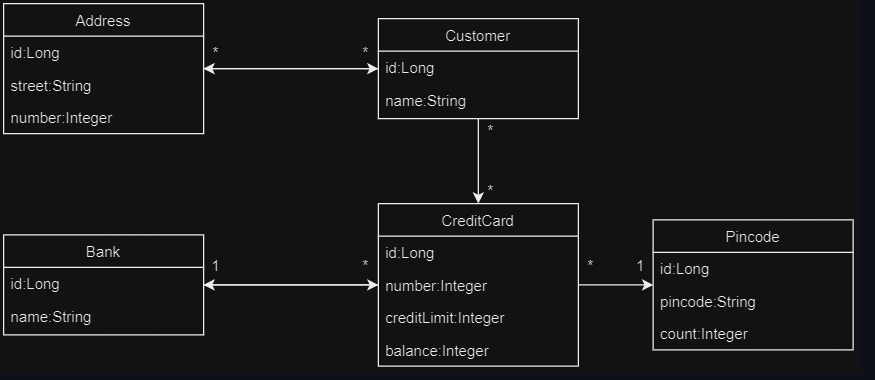 Address
id:Long
street:String
number:Integer
* *
Customer
id:Long
name:String
*
*
Bank
id:Long
name:String
1 *
CreditCard
id:Long
number:Integer
creditLimit:Integer
balance:Integer
* 1
Pincode
id:Long
pincode:String
count:Integer